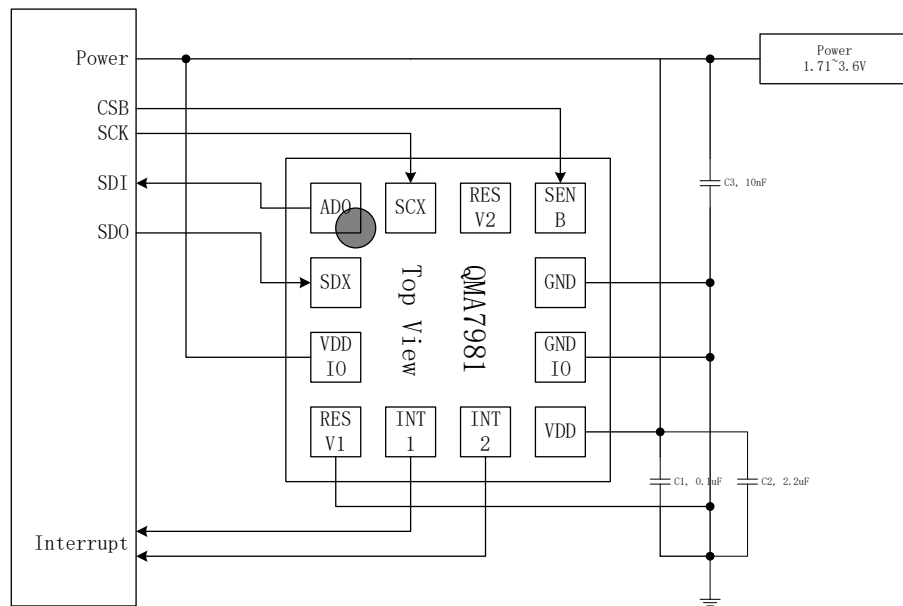 Power
Power
1.71~3.6V
CSB
SCK
SDI
SDO
C3, 10nF
ADO
SCX
RES
V2
SEN
B
SDX
Top View
QMA7981
GND
VDD
IO
GND
IO
RES
V1
INT
1
INT
2
VDD
C1, 0.1uF
C2, 2.2uF
Interrupt